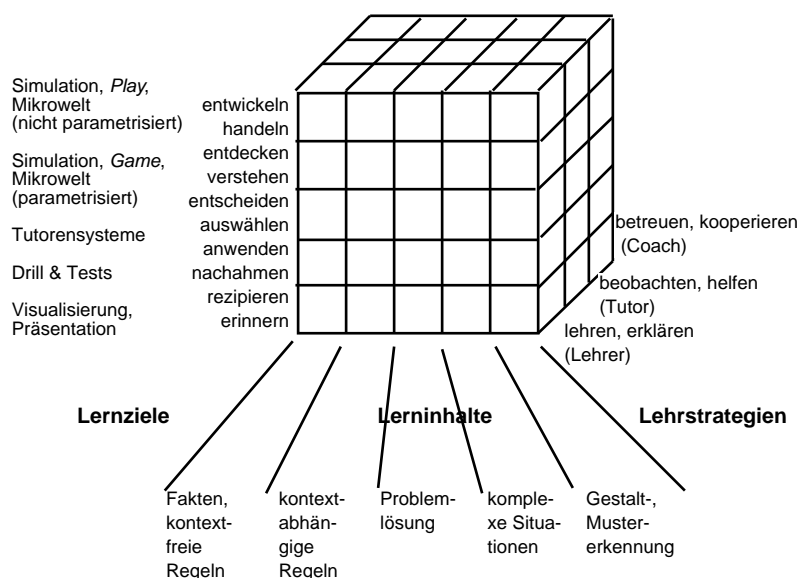 Simulation, Play,
Mikrowelt
(nicht parametrisiert)
Simulation, Game,
Mikrowelt
(parametrisiert)
Tutorensysteme
Drill & Tests
Visualisierung,
Präsentation
entwickeln
handeln
entdecken
verstehen
entscheiden
auswählen
anwenden
nachahmen
rezipieren
erinnern
betreuen, kooperieren
(Coach)
beobachten, helfen
(Tutor)
lehren, erklären
(Lehrer)
Lernziele
Lerninhalte
Lehrstrategien
Fakten,
kontext-
freie
Regeln
kontext-
abhän-
gige
Regeln
Problem-
lösung
komple-
xe Situa-
tionen
Gestalt-,
Muster-
erkennung